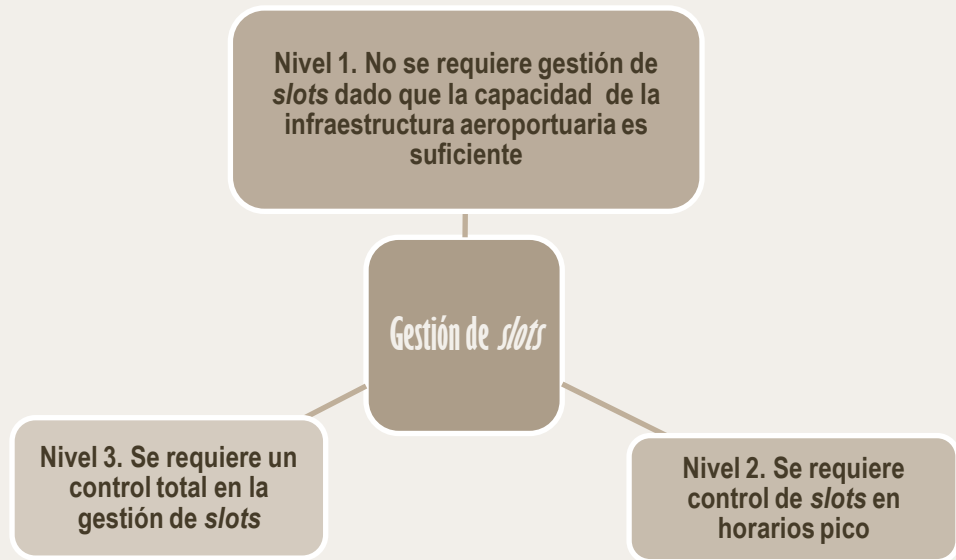 Nivel 1. No se requiere gestión de
slots dado que la capacidad de la
infraestructura aeroportuaria es
suficiente
Gestión de slots
Nivel 3. Se requiere un
control total en la
gestión de slots
Nivel 2. Se requiere
control de slots en
horarios pico